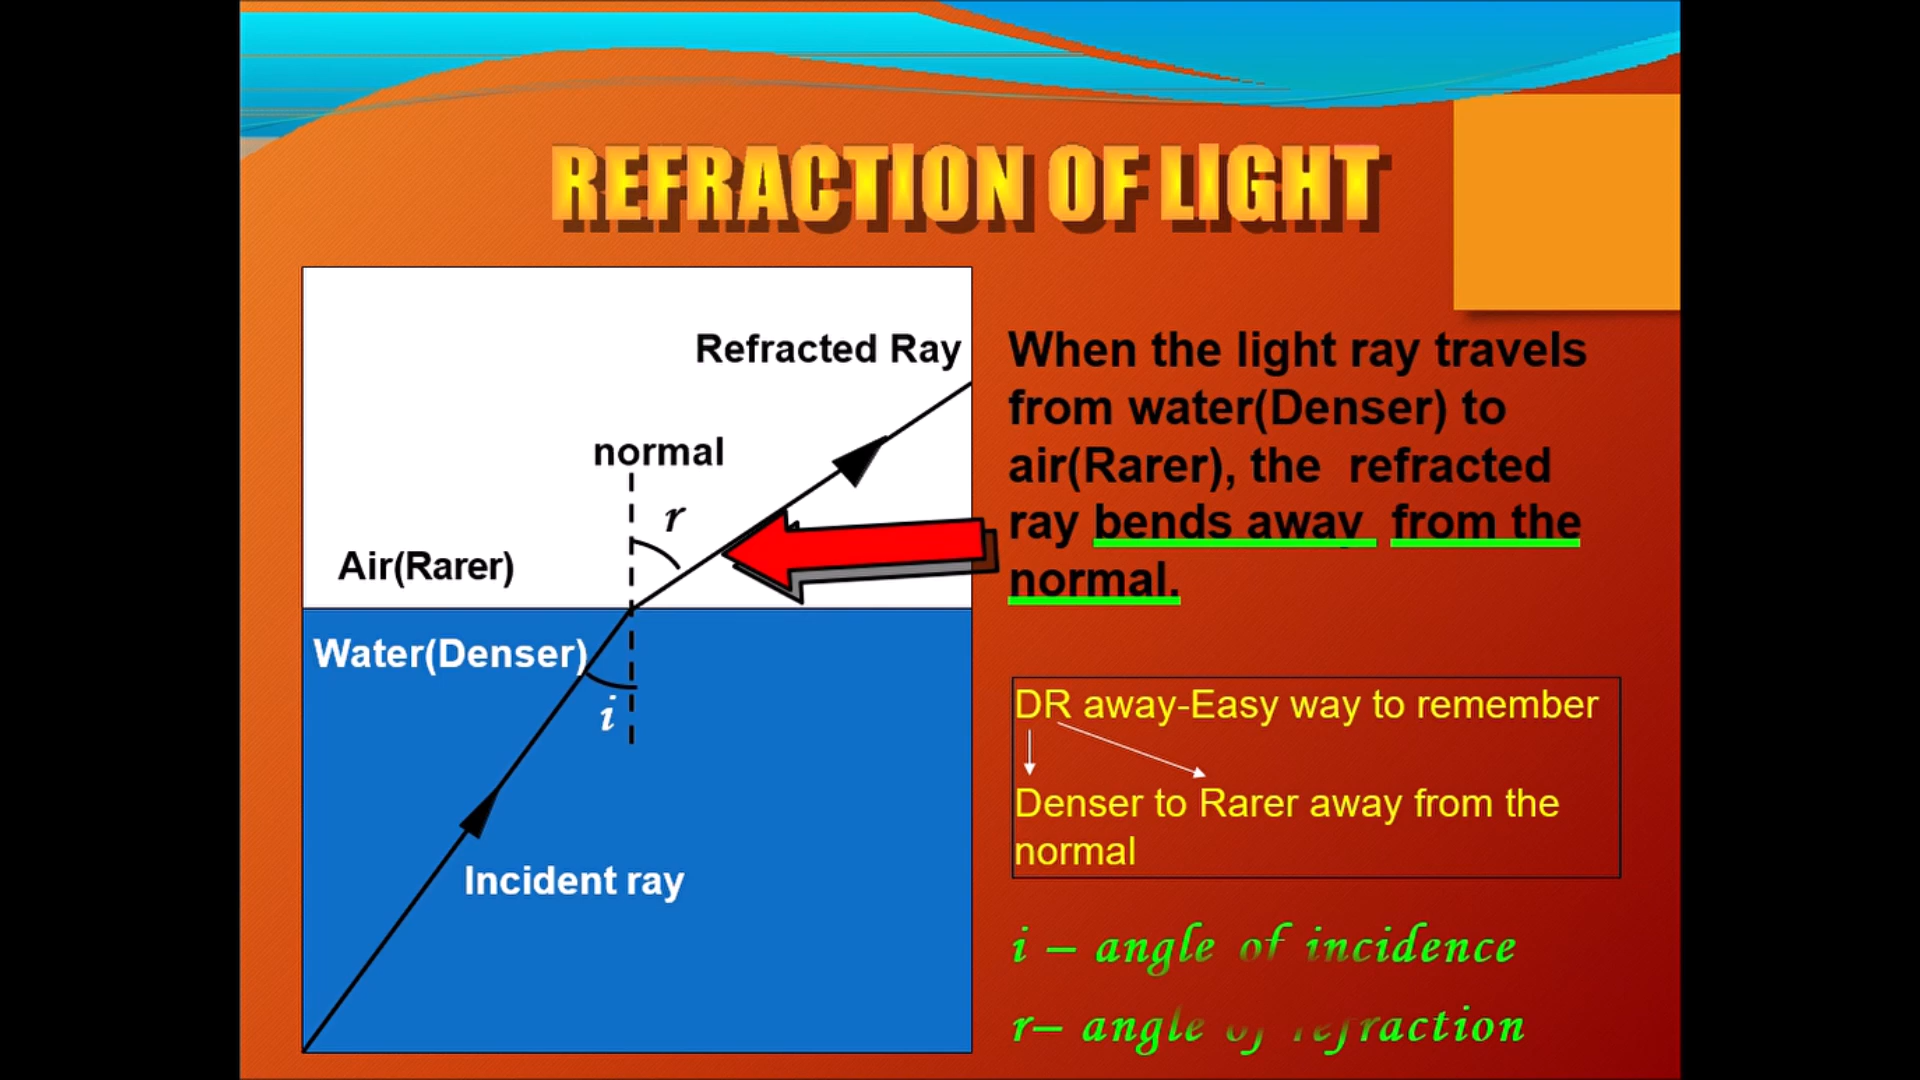 REFRACTION OF LIGHT
Refracted Ray
normal
r
Air(Rarer)
Water(Denser)
i
Incident ray
When the light ray travels
from water(Denser) to
air(Rarer), the refracted
ray bends away from the
normal.
DR away-Easy way to remember
Denser to Rarer away from the
normal
i – angle of incidence
r– angle of refraction